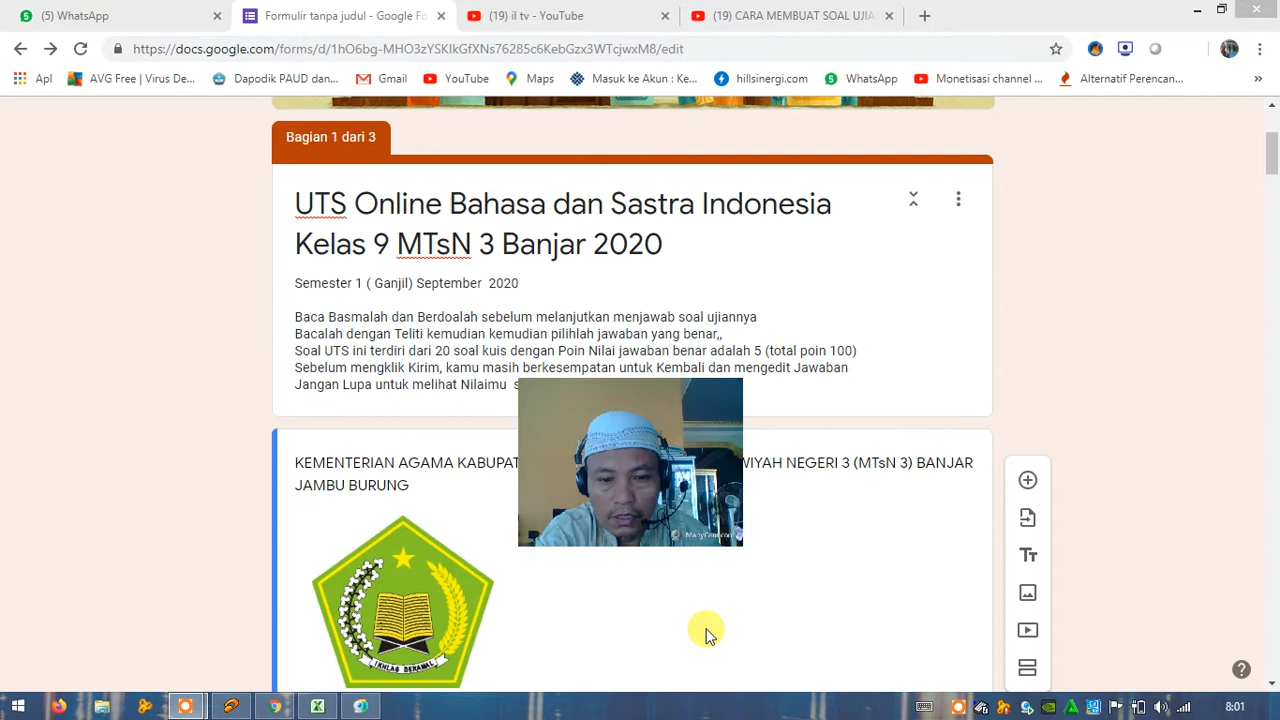 (5) WhatsApp
Formulir tanpa judul - Google Fo
(19) il tv - YouTube
(19) CARA MEMBUAT SOAL UJIA
https://docs.google.com/forms/d/1hO6bg-MHO3zYSKIkGfXNs76285c6KebGzx3WTcjwxM8/edit
Apl
AVG Free | Virus De...
Dapodik PAUD dan...
Gmail
YouTube
Maps
Masuk ke Akun : Ke...
hillsinergi.com
WhatsApp
Monetisasi channel ...
Alternatif Perencan...
Bagian 1 dari 3
UTS Online Bahasa dan Sastra Indonesia
Kelas 9 MTsN 3 Banjar 2020
Semester 1 ( Ganjil) September 2020
Baca Basmalah dan Berdoalah sebelum melanjutkan menjawab soal ujiannya
Bacalah dengan Teliti kemudian kemudian pilihlah jawaban yang benar,,
Soal UTS ini terdiri dari 20 soal kuis dengan Poin Nilai jawaban benar adalah 5 (total poin 100)
Sebelum mengklik Kirim, kamu masih berkesempatan untuk Kembali dan mengedit Jawaban
Jangan Lupa untuk melihat Nilaimu s
KEMENTERIAN AGAMA KABUPAT WIYAH NEGERI 3 (MTsN 3) BANJAR
JAMBU BURUNG
ManyCam.com
IKHLAS BERAMAL
8:01